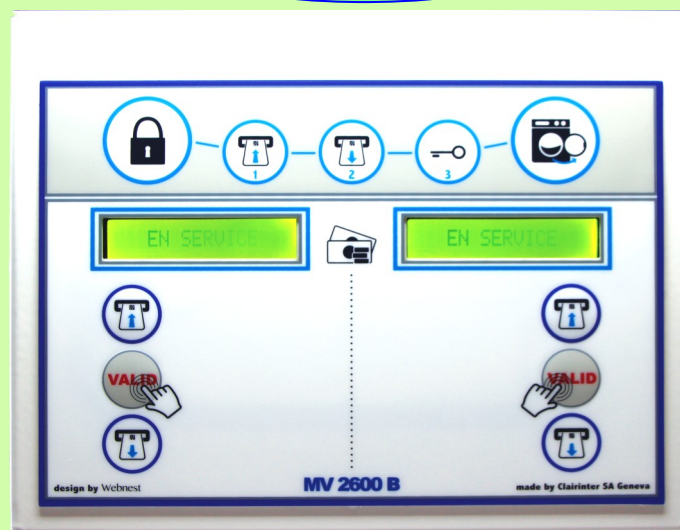 1 2 3
EN SERVICE EN SERVICE
VALID VALID
design by Webnest MV 2600 B made by Clairinter SA Geneva